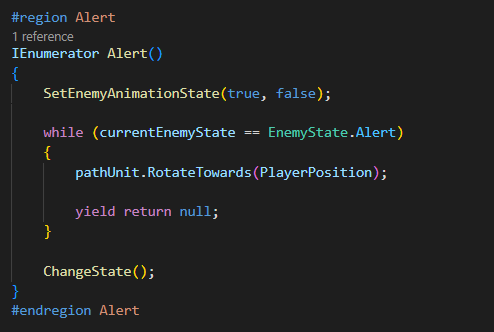 #region Alert
1 reference
IEnumerator Alert()
{
SetEnemyAnimationState(true, false);
while (currentEnemyState == EnemyState.Alert)
{
pathUnit.RotateTowards(PlayerPosition);
yield return null;
}
ChangeState();
}
#endregion Alert